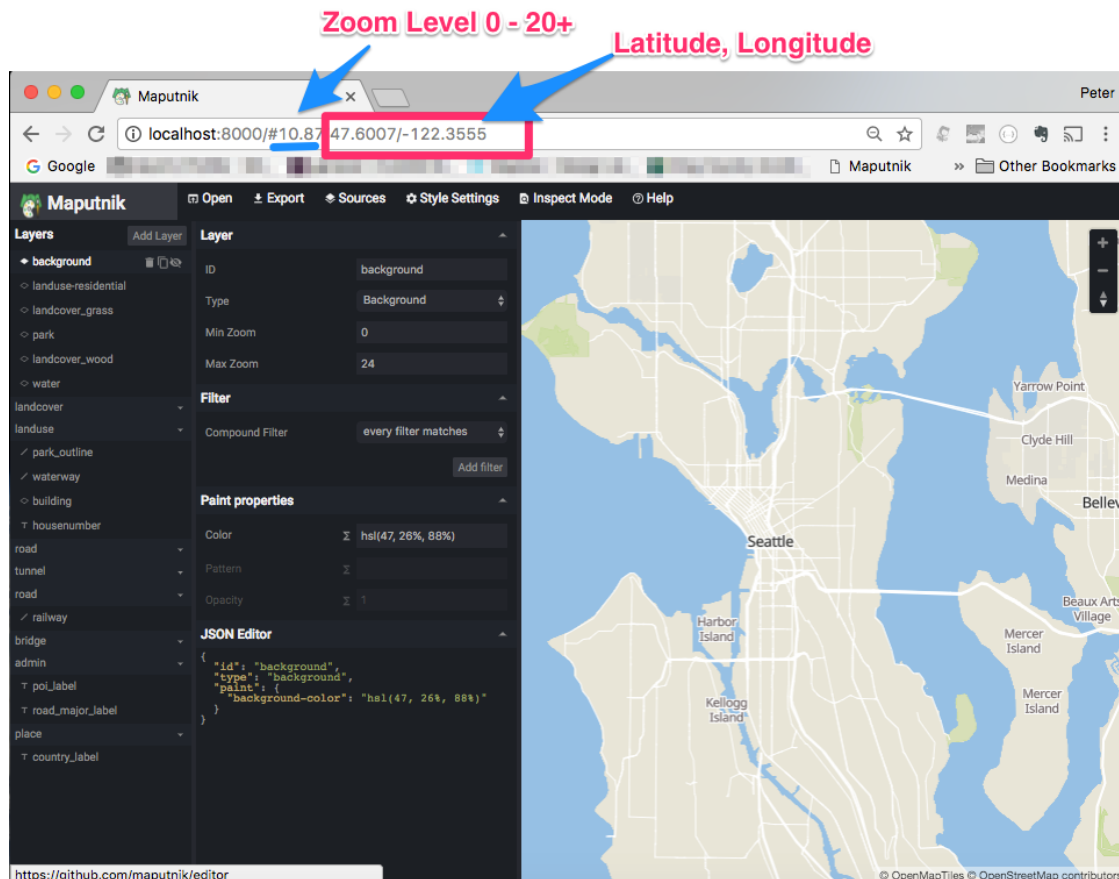 Zoom Level 0 - 20+
Latitude, Longitude
Maputnik
Peter
localhost:8000/#10.87/47.6007/-122.3555
Google
Maputnik
» Other Bookmarks
Maputnik
Open Export Sources Style Settings Inspect Mode Help
Layers Add Layer
background
landuse-residential
landcover_grass
park
landcover_wood
water
landcover
landuse
park_outline
waterway
building
housenumber
road
tunnel
road
railway
bridge
admin
poi_label
road_major_label
place
country_label
Layer
ID background
Type Background
Min Zoom 0
Max Zoom 24
Filter
Compound Filter every filter matches
Add filter
Paint properties
Color Σ hsl(47, 26%, 88%)
Pattern Σ
Opacity Σ 1
JSON Editor
{
"id": "background",
"type": "background",
"paint": {
"background-color": "hsl(47, 26%, 88%)"
}
}
Yarrow Point
Clyde Hill
Medina
Bellev
Seattle
Beaux Arts
Village
Harbor
Island
Mercer
Island
Mercer
Island
Kellogg
Island
https://github.com/maputnik/editor
© OpenMapTiles © OpenStreetMap contributors